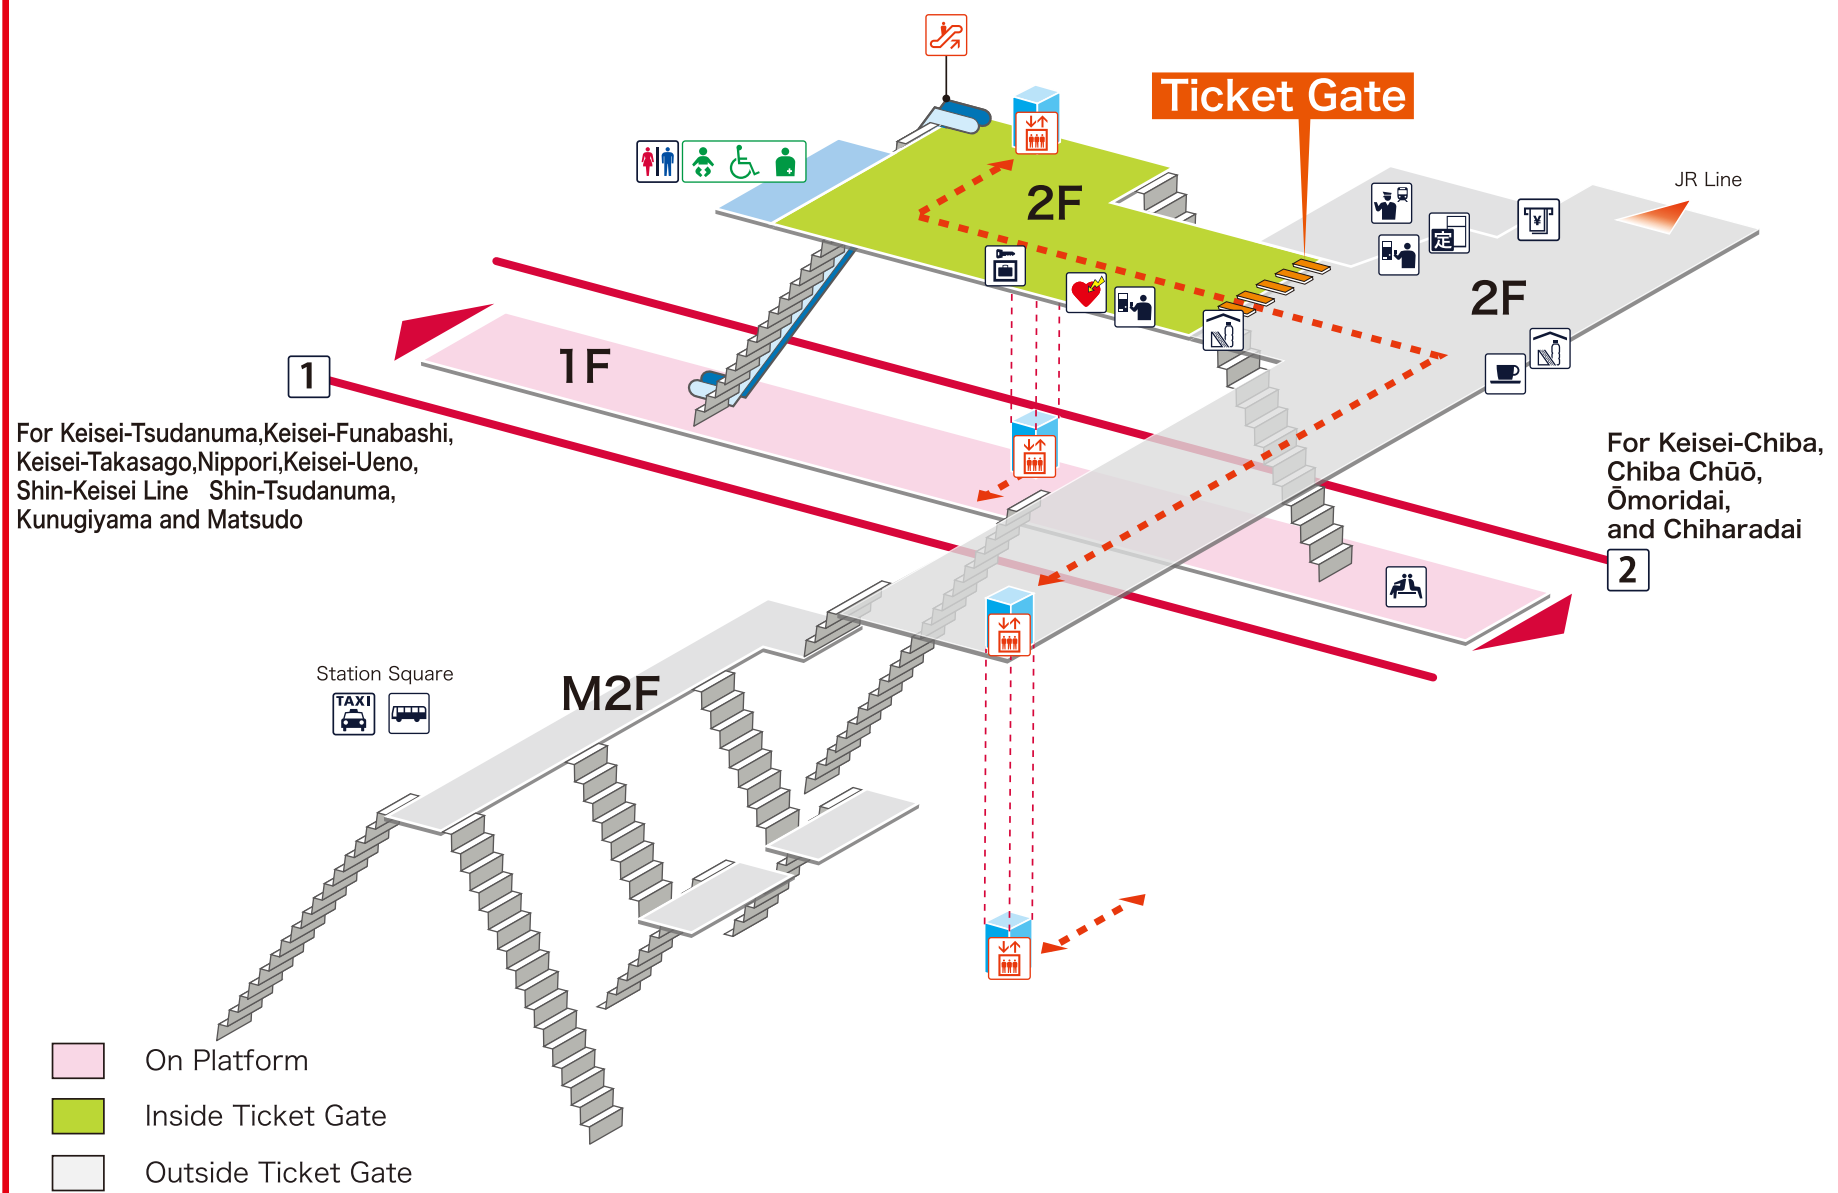 Ticket Gate
JR Line
2F
2F
¥
定
1F
1
For Keisei-Tsudanuma,Keisei-Funabashi,
Keisei-Takasago,Nippori,Keisei-Ueno,
Shin-Keisei Line Shin-Tsudanuma,
Kunugiyama and Matsudo
For Keisei-Chiba,
Chiba Chūō,
Ōmoridai,
and Chiharadai
2
Station Square
TAXI
M2F
On Platform
Inside Ticket Gate
Outside Ticket Gate